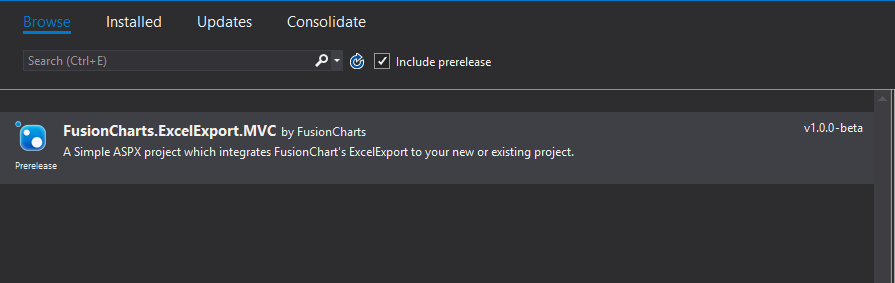 Browse Installed Updates Consolidate
Search (Ctrl+E) Include prerelease
FusionCharts.ExcelExport.MVC by FusionCharts v1.0.0-beta
A Simple ASPX project which integrates FusionChart's ExcelExport to your new or existing project.
Prerelease